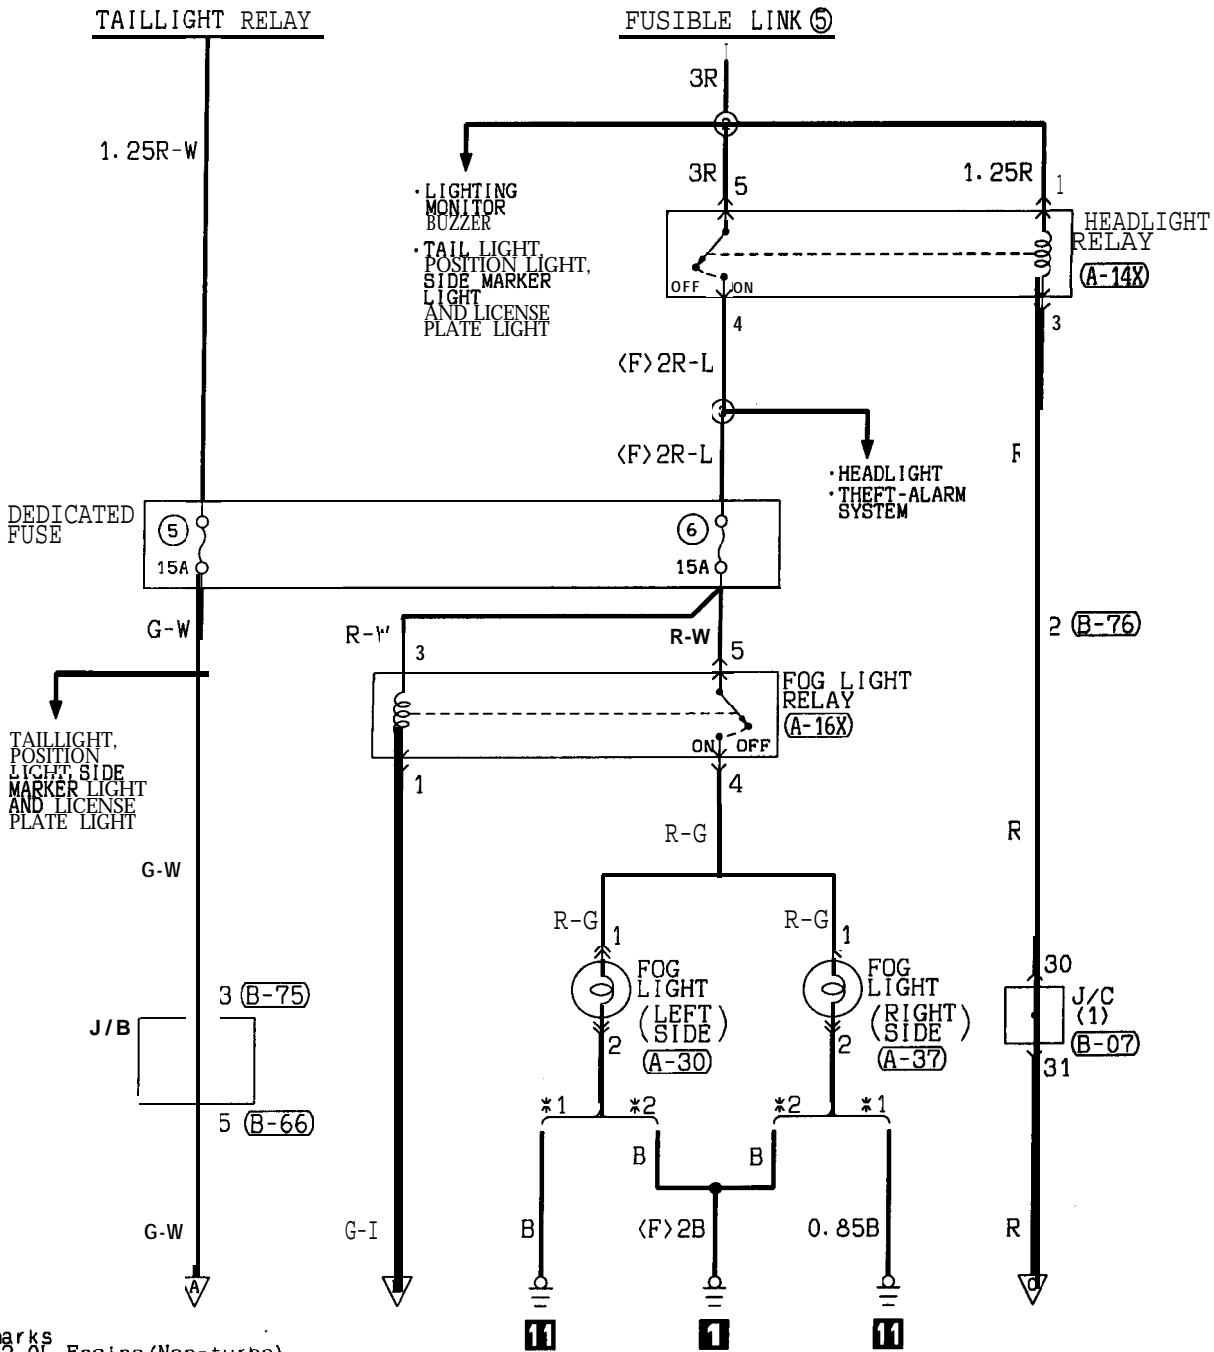 TAILLIGHT RELAY
FUSIBLE LINK ⑤
3R
1.25R-W
3R
5
1.25R
1
·LIGHTING
MONITOR
BUZZER
·TAIL LIGHT,
POSITION LIGHT,
SIDE MARKER
LIGHT
AND LICENSE
PLATE LIGHT
HEADLIGHT
RELAY
A-14X
OFF
ON
4
3
<F>2R-L
<F>2R-L
R
·HEADLIGHT
·THEFT-ALARM
SYSTEM
DEDICATED
FUSE
5
15A
6
15A
G-W
R-W
5
3
2
B-76
FOG LIGHT
RELAY
A-16X
ON
OFF
1
4
TAILLIGHT,
POSITION
LIGHT, SIDE
MARKER LIGHT
AND LICENSE
PLATE LIGHT
R-G
R
G-W
R-G
1
R-G
1
FOG
LIGHT
(LEFT
SIDE)
2
A-30
FOG
LIGHT
(RIGHT
SIDE)
2
A-37
30
J/C
(1)
B-07
31
3
B-75
J/B
5
B-66
*1
*2
*2
*1
B
B
G-W
B
<F>2B
0.85B
R
A
11
1
11